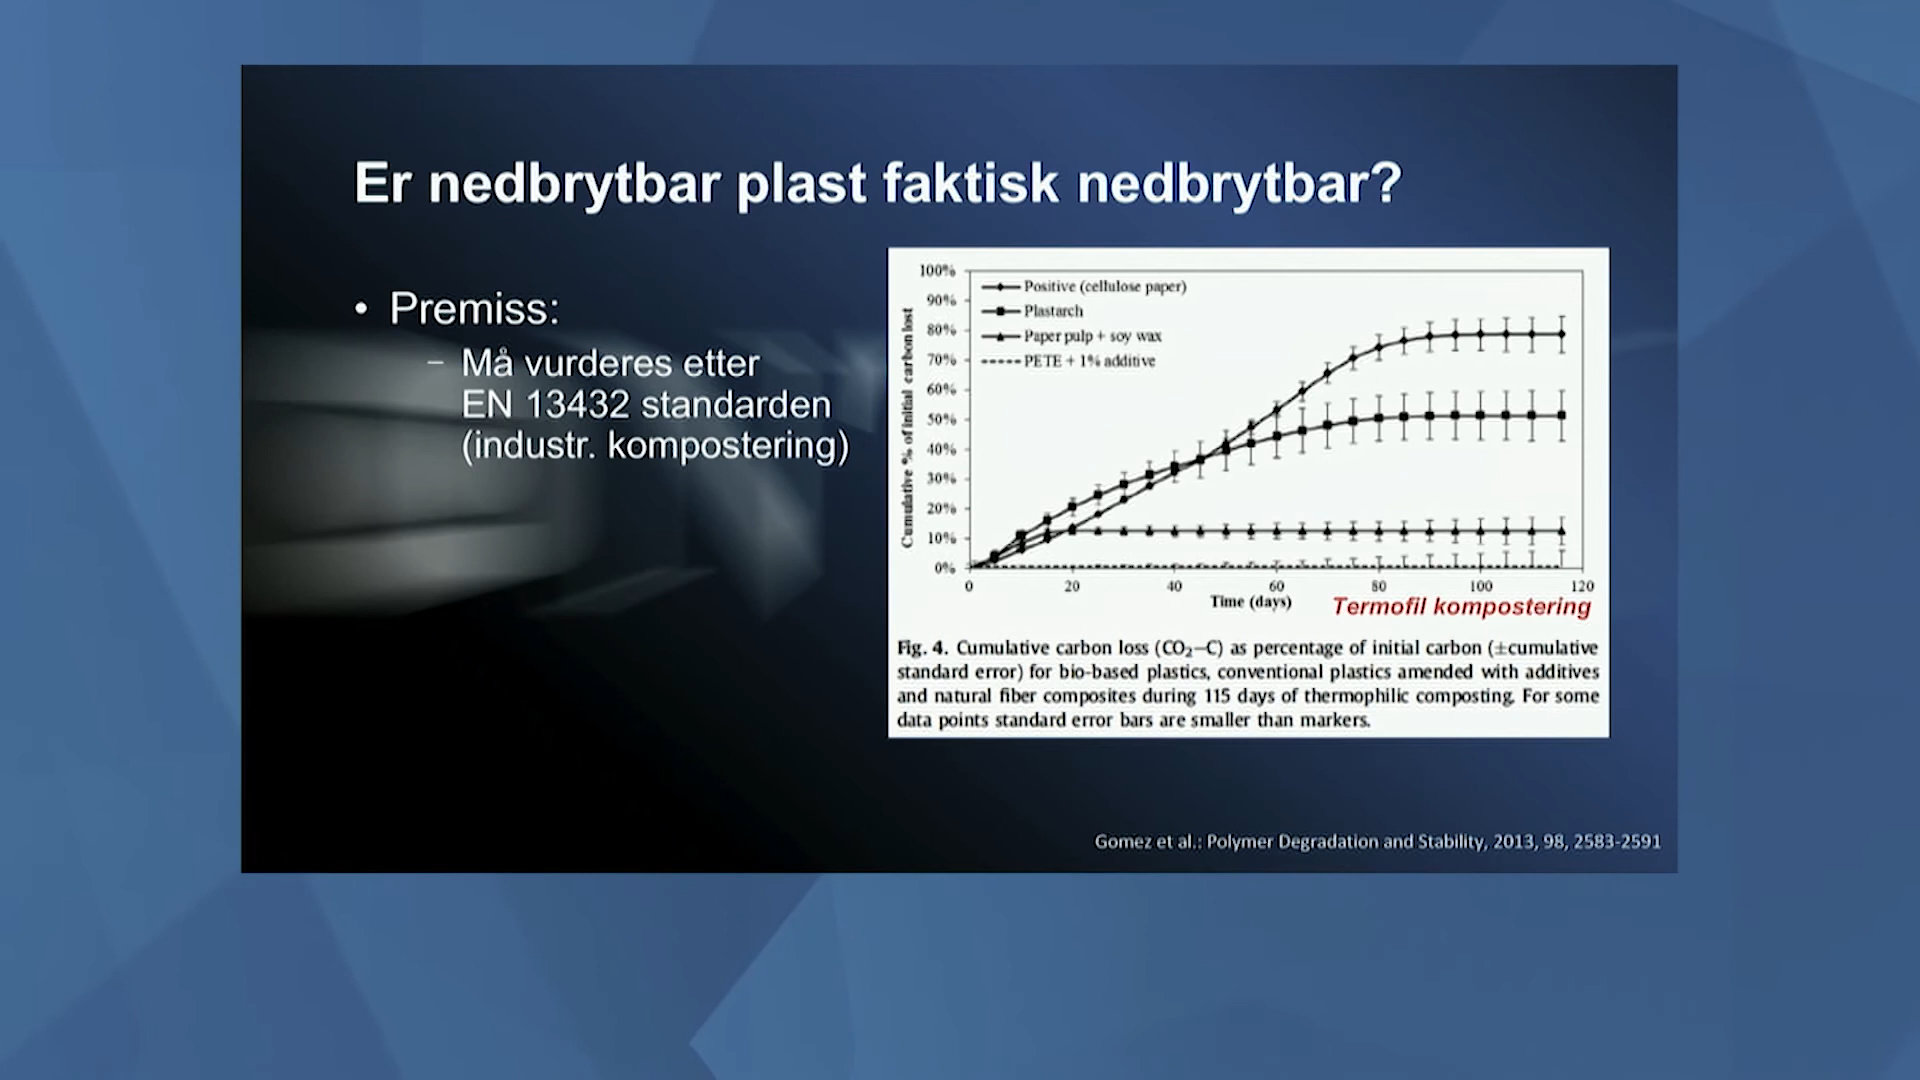 Er nedbrytbar plast faktisk nedbrytbar?
• Premiss:
– Må vurderes etter
EN 13432 standarden
(industr. kompostering)
100%
90%
80%
70%
60%
50%
40%
30%
20%
10%
0%
Cumulative % of initial carbon lost
Positive (cellulose paper)
Plastarch
Paper pulp + soy wax
PETE + 1% additive
0 20 40 60 80 100 120
Time (days)
Termofil kompostering
Fig. 4. Cumulative carbon loss (CO₂–C) as percentage of initial carbon (±cumulative
standard error) for bio-based plastics, conventional plastics amended with additives
and natural fiber composites during 115 days of thermophilic composting. For some
data points standard error bars are smaller than markers.
Gomez et al.: Polymer Degradation and Stability, 2013, 98, 2583-2591